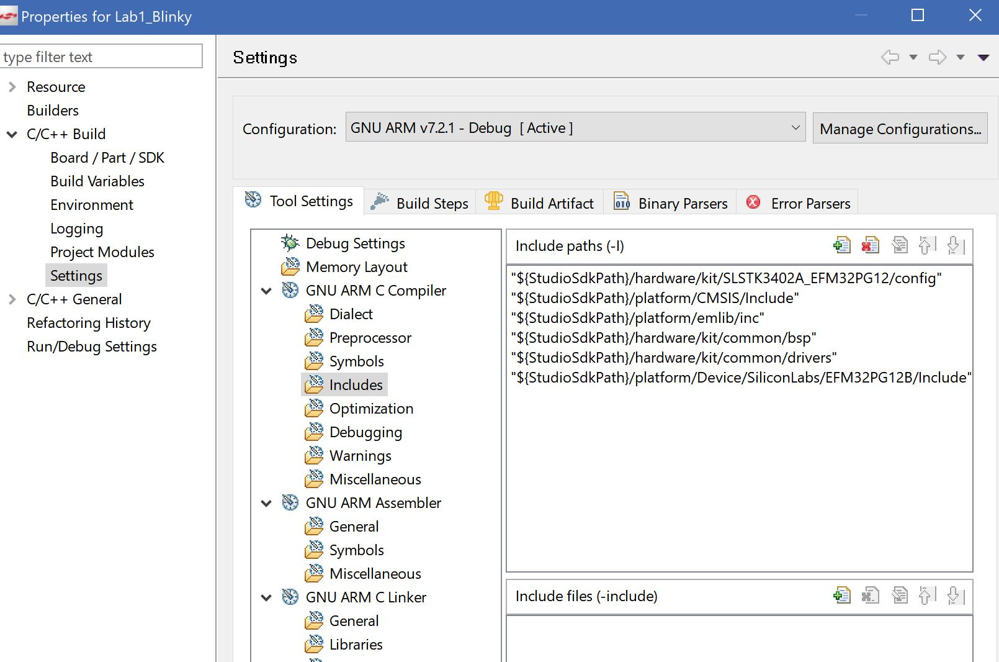 Properties for Lab1_Blinky
type filter text
Resource
Builders
C/C++ Build
Board / Part / SDK
Build Variables
Environment
Logging
Project Modules
Settings
C/C++ General
Refactoring History
Run/Debug Settings
Settings
Configuration: GNU ARM v7.2.1 - Debug [ Active ] Manage Configurations...
Tool Settings Build Steps Build Artifact Binary Parsers Error Parsers
Debug Settings
Memory Layout
GNU ARM C Compiler
Dialect
Preprocessor
Symbols
Includes
Optimization
Debugging
Warnings
Miscellaneous
GNU ARM Assembler
General
Symbols
Miscellaneous
GNU ARM C Linker
General
Libraries
Include paths (-I)
"${StudioSdkPath}/hardware/kit/SLSTK3402A_EFM32PG12/config"
"${StudioSdkPath}/platform/CMSIS/Include"
"${StudioSdkPath}/platform/emlib/inc"
"${StudioSdkPath}/hardware/kit/common/bsp"
"${StudioSdkPath}/hardware/kit/common/drivers"
"${StudioSdkPath}/platform/Device/SiliconLabs/EFM32PG12B/Include"
Include files (-include)